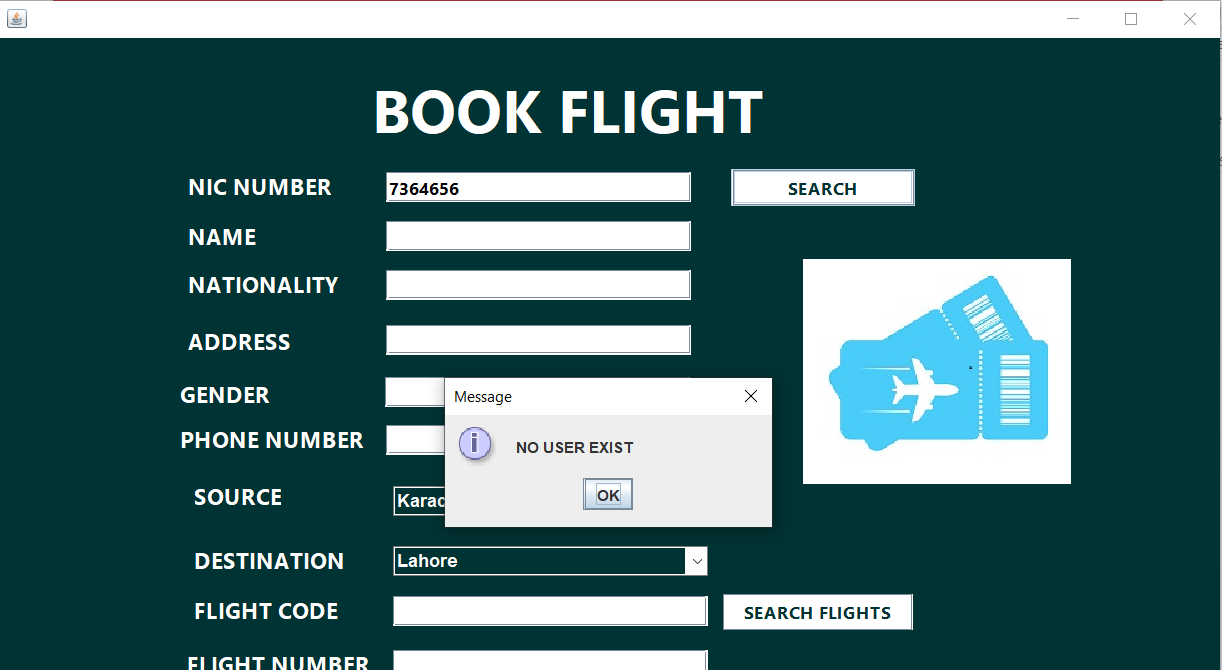 BOOK FLIGHT
NIC NUMBER 7364656 SEARCH
NAME
NATIONALITY
ADDRESS
GENDER
Message
PHONE NUMBER
NO USER EXIST
OK
SOURCE
DESTINATION Lahore
FLIGHT CODE SEARCH FLIGHTS
FLIGHT NUMBER